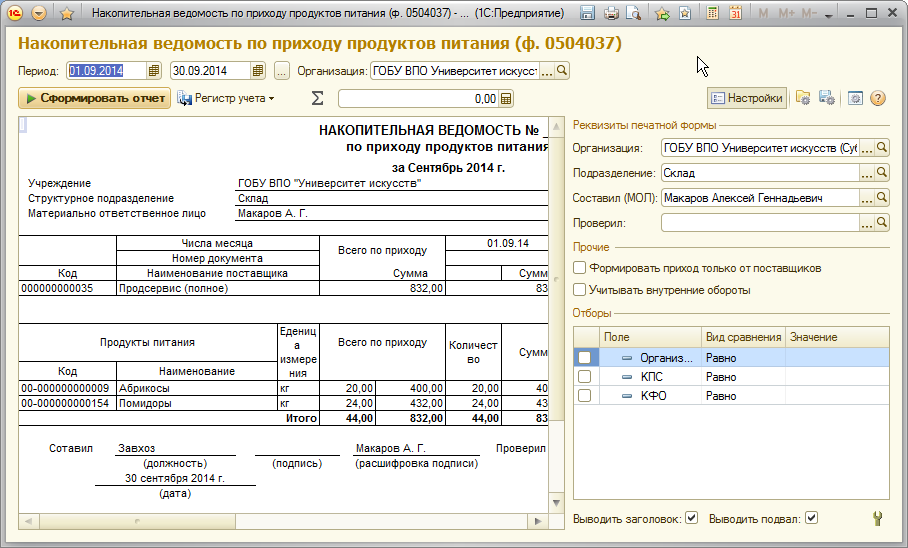 Накопительная ведомость по приходу продуктов питания (ф. 0504037) - ... (1С:Предприятие)
M M+ M-
Накопительная ведомость по приходу продуктов питания (ф. 0504037)
Период: 01.09.2014 30.09.2014 ... Организация: ГОБУ ВПО Университет искусст ...
Сформировать отчет Регистр учета Σ 0,00 Настройки ?
НАКОПИТЕЛЬНАЯ ВЕДОМОСТЬ № _
по приходу продуктов питания
за Сентябрь 2014 г.
Учреждение ГОБУ ВПО "Университет искусств"
Структурное подразделение Склад
Материально ответственное лицо Макаров А. Г.
Числа месяца Всего по приходу 01.09.14
Номер документа
Код Наименование поставщика Сумма Сумм
000000000035 Продсервис (полное) 832,00 83
Продукты питания Единица измерения Всего по приходу Количество Сумм
Код Наименование
00-000000000009 Абрикосы кг 20,00 400,00 20,00 40
00-000000000154 Помидоры кг 24,00 432,00 24,00 43
Итого 44,00 832,00 44,00 83
Сотавил Завхоз Макаров А. Г. Проверил
(должность) (подпись) (расшифровка подписи)
30 сентября 2014 г.
(дата)
Реквизиты печатной формы
Организация: ГОБУ ВПО Университет искусств (Суб ...
Подразделение: Склад ...
Составил (МОЛ): Макаров Алексей Геннадьевич ...
Проверил: ...
Прочие
Формировать приход только от поставщиков
Учитывать внутренние обороты
Отборы
Поле Вид сравнения Значение
Организ... Равно
КПС Равно
КФО Равно
Выводить заголовок: Выводить подвал: